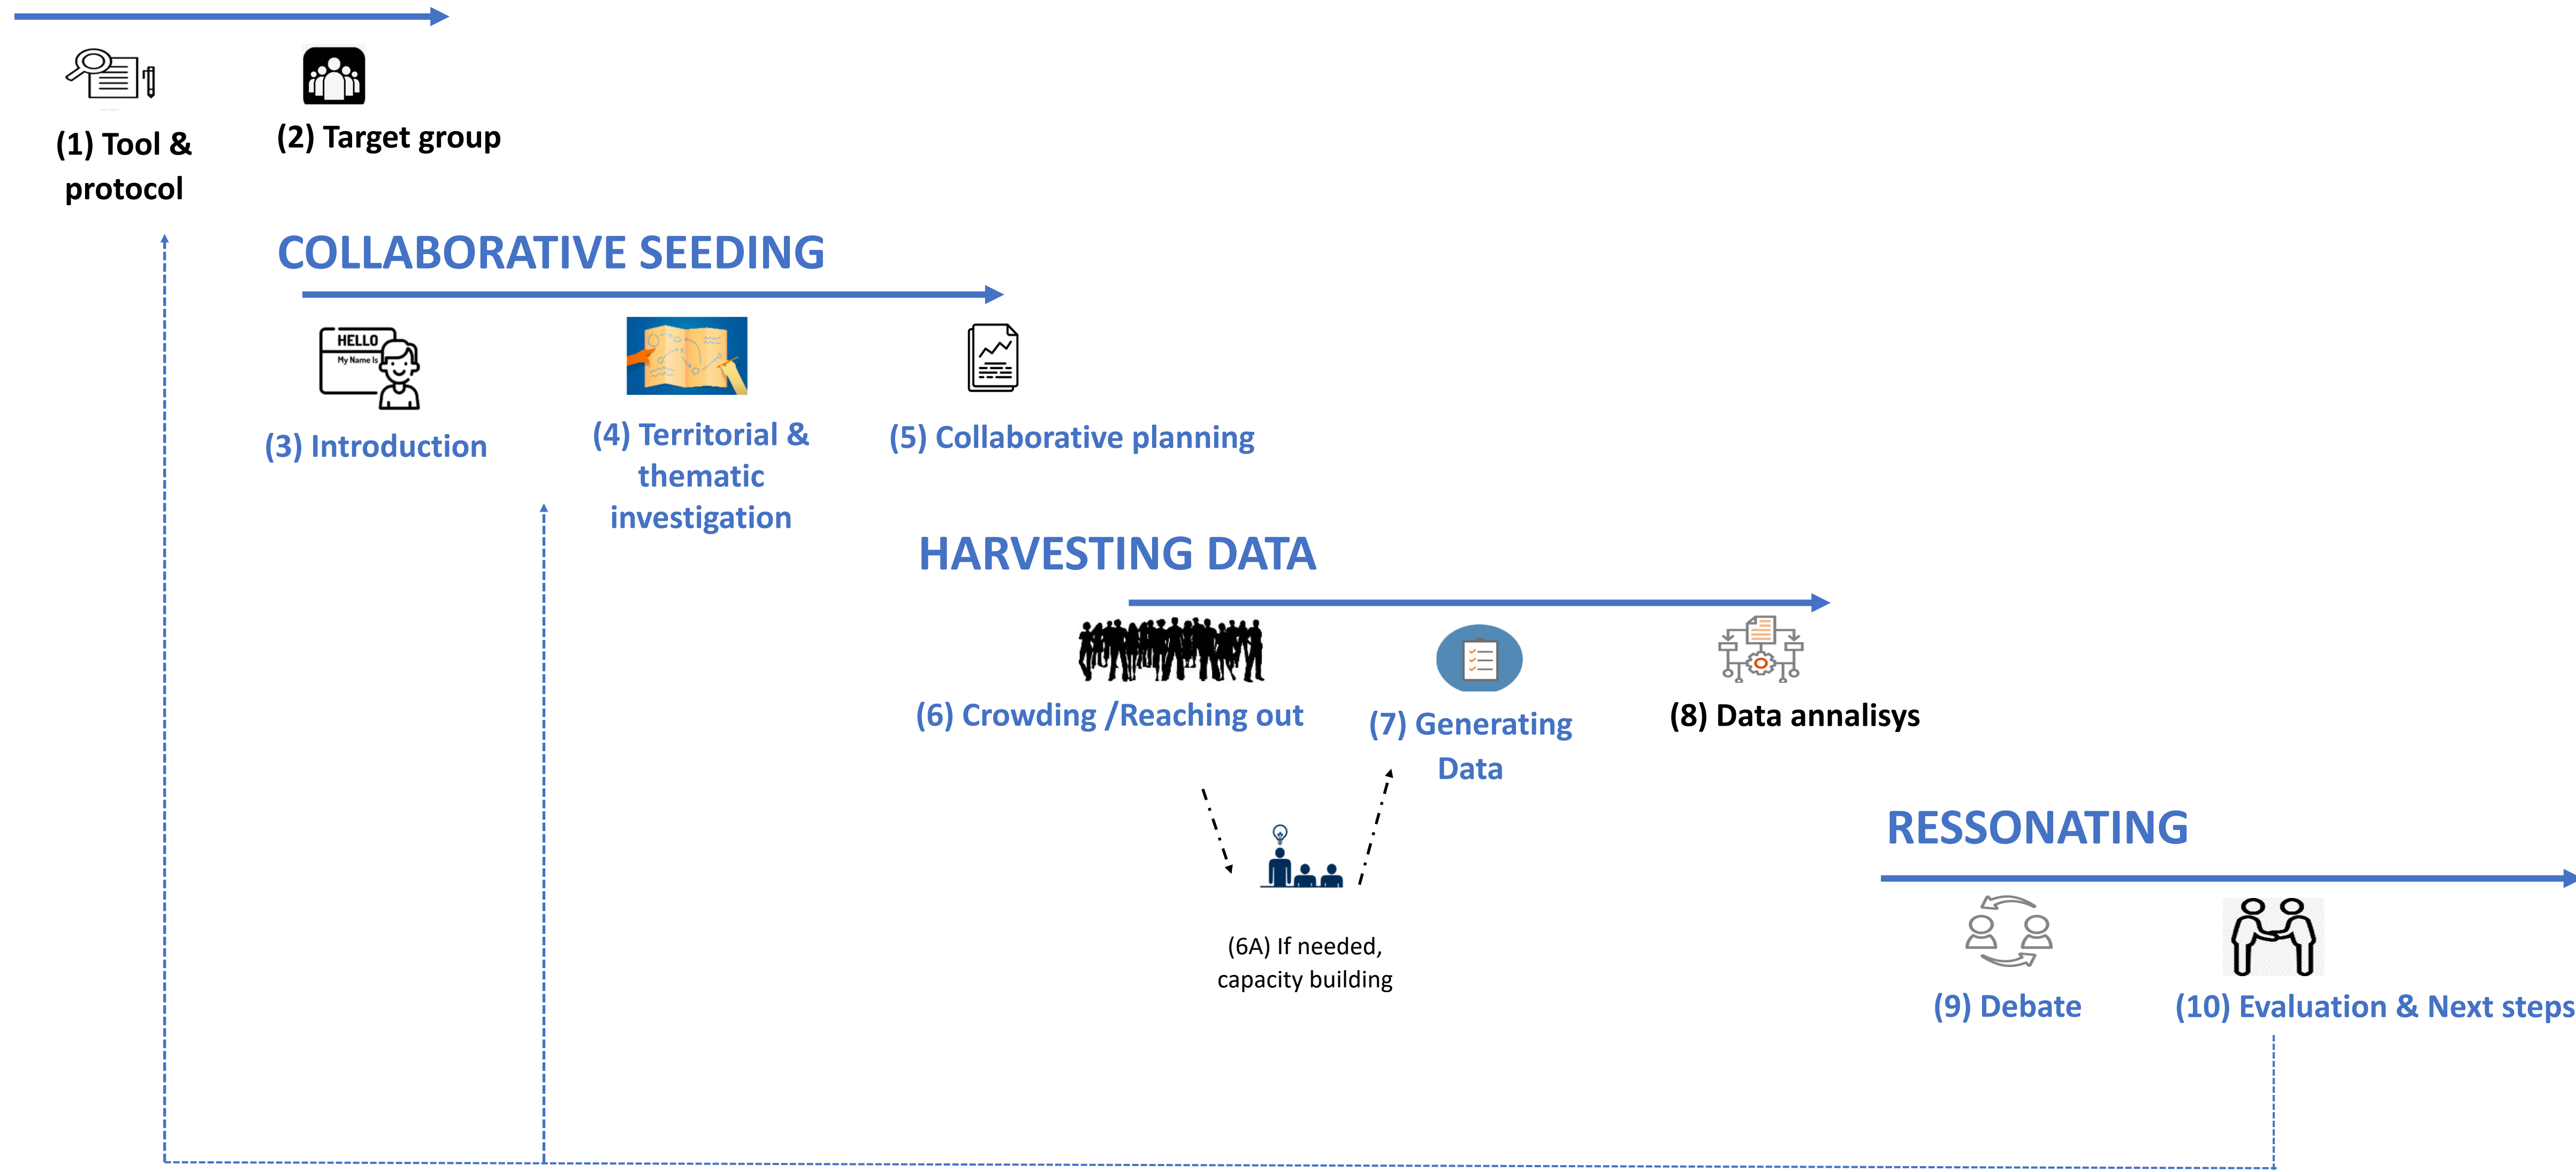 (1) Tool &
protocol
(2) Target group
COLLABORATIVE SEEDING
HELLO
My Name Is
(3) Introduction
(4) Territorial &
thematic
investigation
(5) Collaborative planning
HARVESTING DATA
(6) Crowding /Reaching out
(7) Generating
Data
(8) Data annalisys
(6A) If needed,
capacity building
RESSONATING
(9) Debate
(10) Evaluation & Next steps